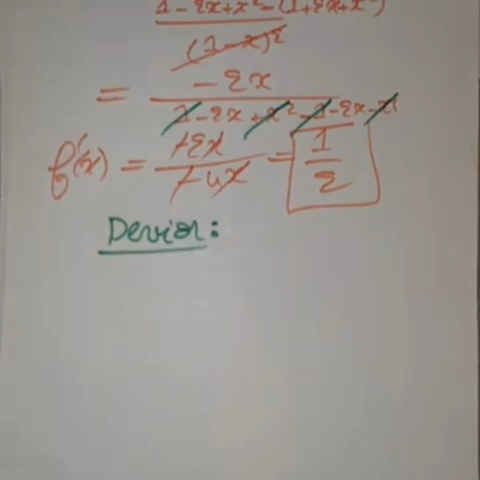 1 - 2x + x² - (1 + 2x + x²)
(1 - x)²
= -2x
1 - 2x + x² - 1 - 2x - x²
f'(x) = -2x / -4x = 1/2
Devior: